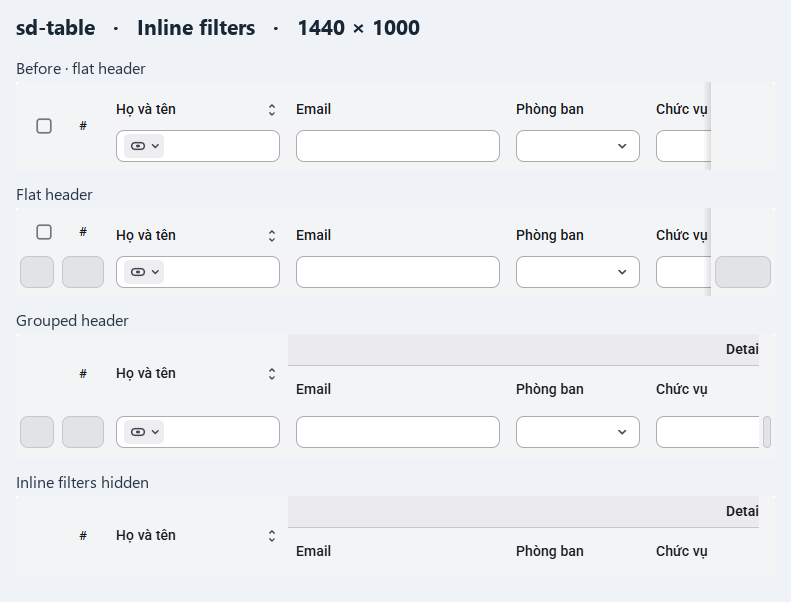 sd-table · Inline filters · 1440 × 1000
Before · flat header
# Họ và tên Email Phòng ban Chức vụ
Flat header
# Họ và tên Email Phòng ban Chức vụ
Grouped header
Detai
# Họ và tên Email Phòng ban Chức vụ
Inline filters hidden
Detai
# Họ và tên Email Phòng ban Chức vụ